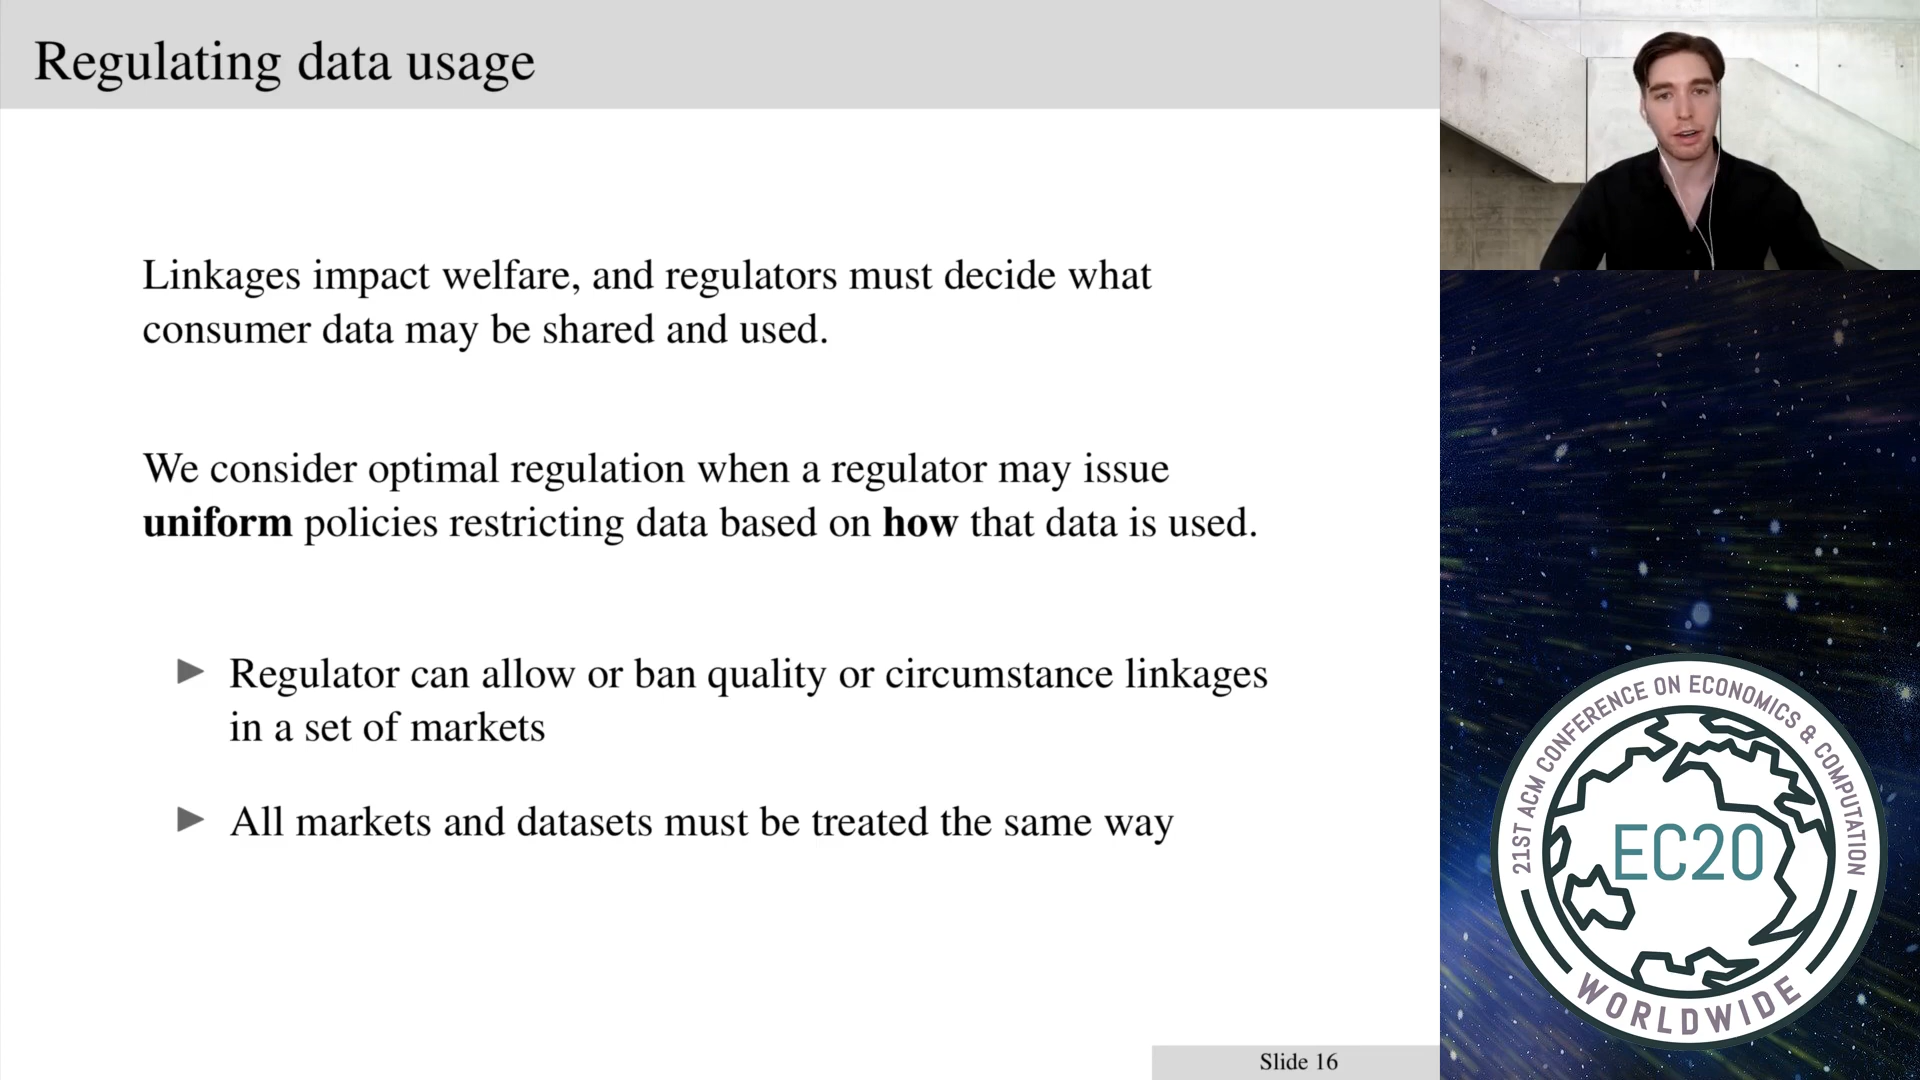 Regulating data usage
Linkages impact welfare, and regulators must decide what
consumer data may be shared and used.
We consider optimal regulation when a regulator may issue
uniform policies restricting data based on how that data is used.
Regulator can allow or ban quality or circumstance linkages
in a set of markets
All markets and datasets must be treated the same way
Slide 16
21ST ACM CONFERENCE ON ECONOMICS & COMPUTATION
EC20
WORLDWIDE